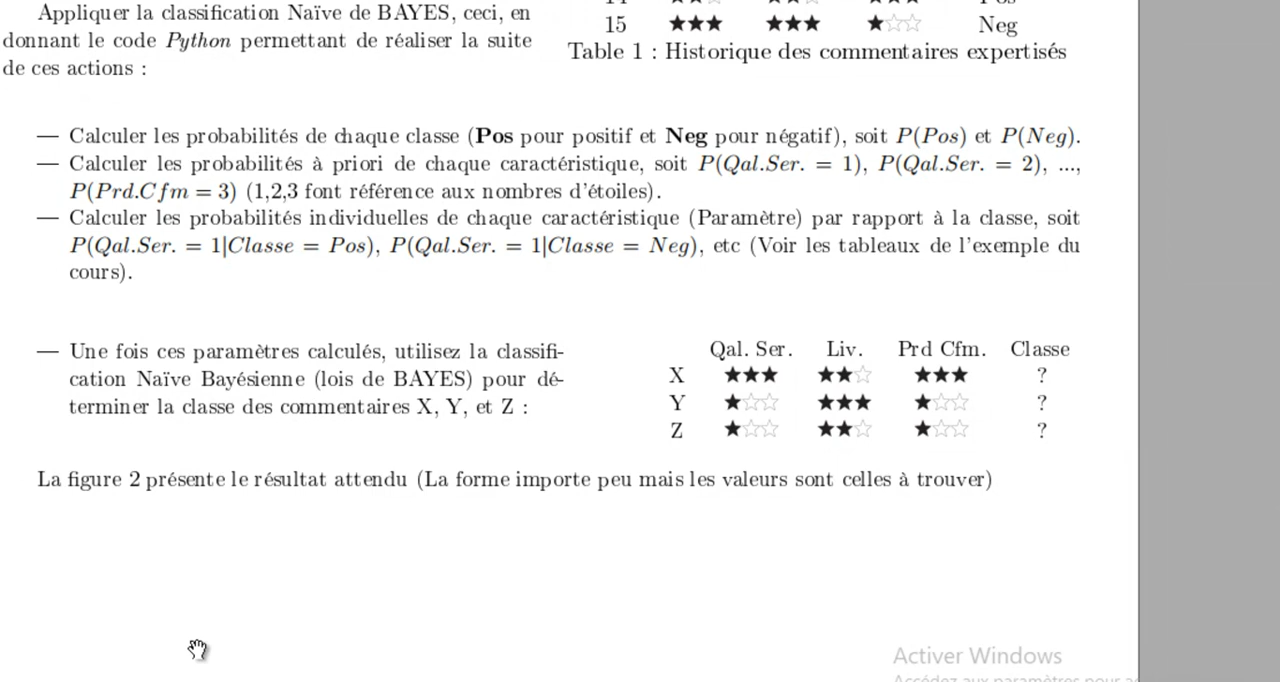 Appliquer la classification Naïve de BAYES, ceci, en
donnant le code Python permettant de réaliser la suite
de ces actions :
15 ★★★ ★★★ ★☆☆ Neg
Table 1 : Historique des commentaires expertisés
— Calculer les probabilités de chaque classe (Pos pour positif et Neg pour négatif), soit P(Pos) et P(Neg).
— Calculer les probabilités à priori de chaque caractéristique, soit P(Qal.Ser. = 1), P(Qal.Ser. = 2), ...,
P(Prd.Cfm = 3) (1,2,3 font référence aux nombres d'étoiles).
— Calculer les probabilités individuelles de chaque caractéristique (Paramètre) par rapport à la classe, soit
P(Qal.Ser. = 1|Classe = Pos), P(Qal.Ser. = 1|Classe = Neg), etc (Voir les tableaux de l'exemple du
cours).
— Une fois ces paramètres calculés, utilisez la classifi-
cation Naïve Bayésienne (lois de BAYES) pour dé-
terminer la classe des commentaires X, Y, et Z :
Qal. Ser. Liv. Prd Cfm. Classe
X ★★★ ★★☆ ★★★ ?
Y ★☆☆ ★★★ ★☆☆ ?
Z ★☆☆ ★★☆ ★☆☆ ?
La figure 2 présente le résultat attendu (La forme importe peu mais les valeurs sont celles à trouver)
Activer Windows